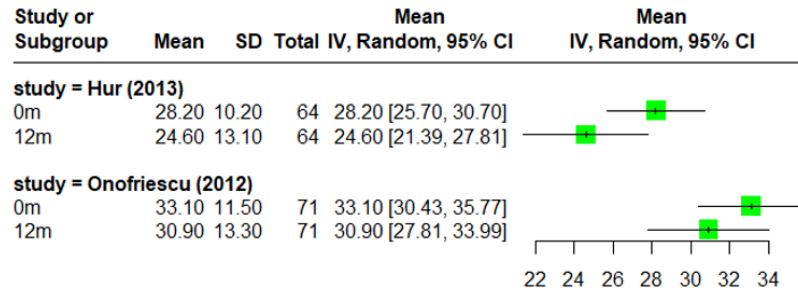 Study or Mean Mean
Subgroup Mean SD Total IV, Random, 95% CI IV, Random, 95% CI
study = Hur (2013)
0m 28.20 10.20 64 28.20 [25.70, 30.70]
12m 24.60 13.10 64 24.60 [21.39, 27.81]
study = Onofriescu (2012)
0m 33.10 11.50 71 33.10 [30.43, 35.77]
12m 30.90 13.30 71 30.90 [27.81, 33.99]
22 24 26 28 30 32 34